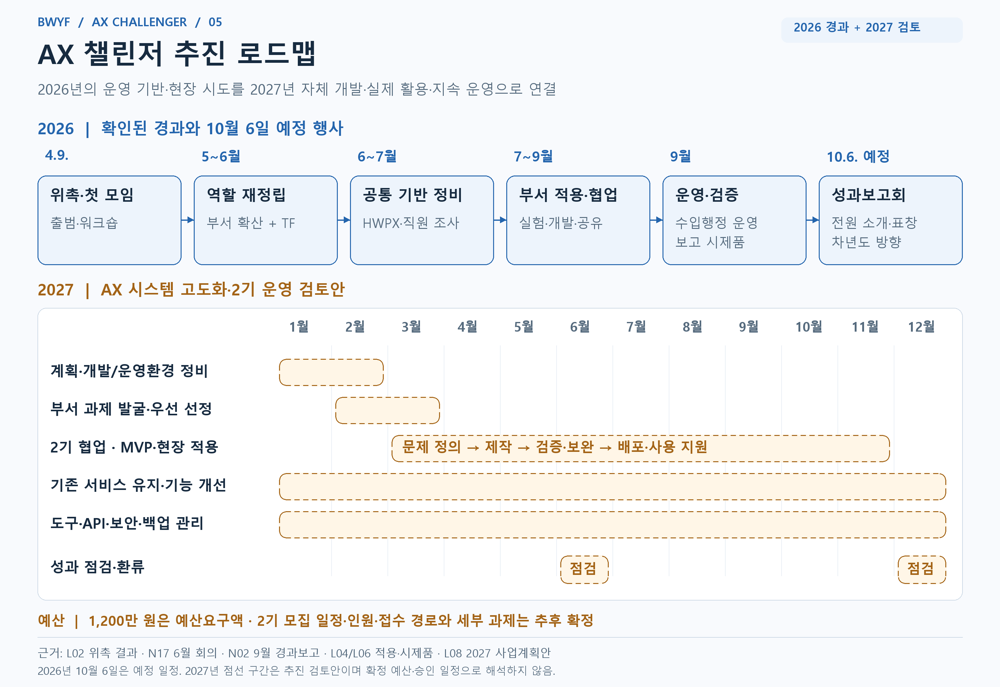 BWYF / AX CHALLENGER / 05
2026 경과 + 2027 검토
AX 챌린저 추진 로드맵
2026년의 운영 기반·현장 시도를 2027년 자체 개발·실제 활용·지속 운영으로 연결
2026 | 확인된 경과와 10월 6일 예정 행사
4.9.
위촉·첫 모임
출범·워크숍
5~6월
역할 재정립
부서 확산 + TF
6~7월
공통 기반 정비
HWPX·직원 조사
7~9월
부서 적용·협업
실험·개발·공유
9월
운영·검증
수입행정 운영
보고 시제품
10.6. 예정
성과보고회
전원 소개·표창
차년도 방향
2027 | AX 시스템 고도화·2기 운영 검토안
1월 2월 3월 4월 5월 6월 7월 8월 9월 10월 11월 12월
계획·개발/운영환경 정비
부서 과제 발굴·우선 선정
2기 협업 · MVP·현장 적용
문제 정의 → 제작 → 검증·보완 → 배포·사용 지원
기존 서비스 유지·기능 개선
도구·API·보안·백업 관리
성과 점검·환류
점검
점검
예산 | 1,200만 원은 예산요구액 · 2기 모집 일정·인원·접수 경로와 세부 과제는 추후 확정
근거: L02 위촉 결과 · N17 6월 회의 · N02 9월 경과보고 · L04/L06 적용·시제품 · L08 2027 사업계획안
2026년 10월 6일은 예정 일정. 2027년 점선 구간은 추진 검토안이며 확정 예산·승인 일정으로 해석하지 않음.